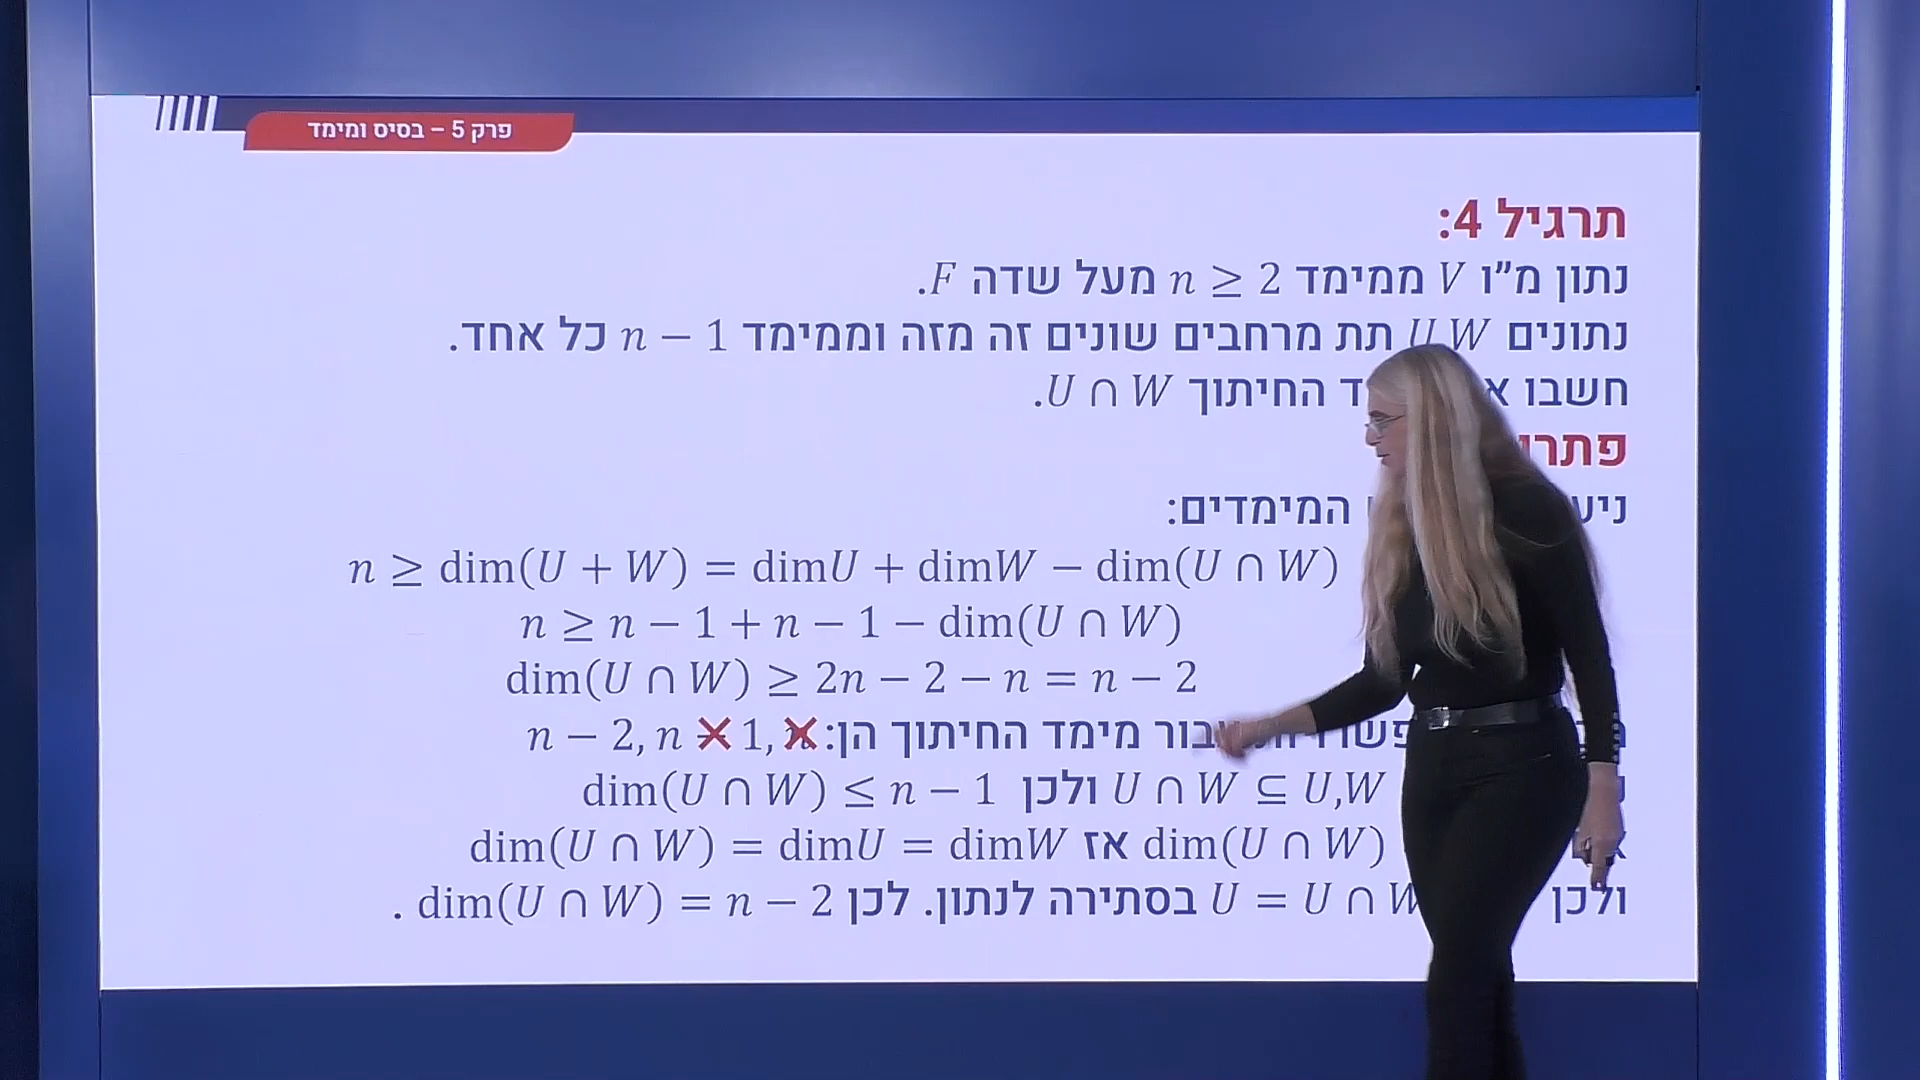 פרק 5 – בסיס ומימד
תרגיל 4:
נתון מ"ו V ממימד n ≥ 2 מעל שדה F.
נתונים U W תת מרחבים שונים זה מזה וממימד n − 1 כל אחד.
חשבו החיתוך U ∩ W.
המימדים:
n ≥ dim(U + W) = dimU + dimW − dim(U ∩ W)
n ≥ n − 1 + n − 1 − dim(U ∩ W)
dim(U ∩ W) ≥ 2n − 2 − n = n − 2
מימד החיתוך הן: n − 2, n − 1, n
U ∩ W ⊆ U,W ולכן dim(U ∩ W) ≤ n − 1
dim(U ∩ W) אז dim(U ∩ W) = dimU = dimW
ולכן U = U ∩ W בסתירה לנתון. לכן dim(U ∩ W) = n − 2 .